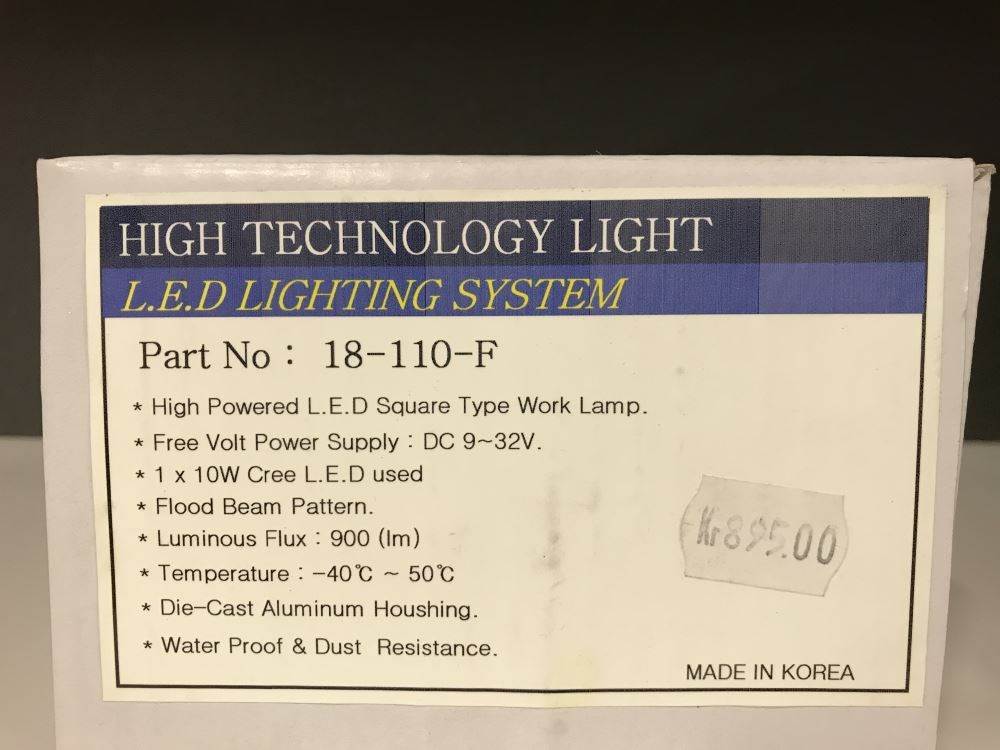 HIGH TECHNOLOGY LIGHT
L.E.D LIGHTING SYSTEM
Part No : 18-110-F
* High Powered L.E.D Square Type Work Lamp.
* Free Volt Power Supply : DC 9~32V.
* 1 x 10W Cree L.E.D used
* Flood Beam Pattern.
* Luminous Flux : 900 (lm)
* Temperature : -40℃ ~ 50℃
* Die-Cast Aluminum Houshing.
* Water Proof & Dust Resistance.
Kr895.00
MADE IN KOREA